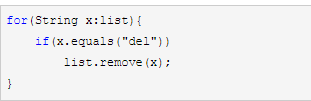 for(String x:list){
    if(x.equals("del"))
        list.remove(x);
}